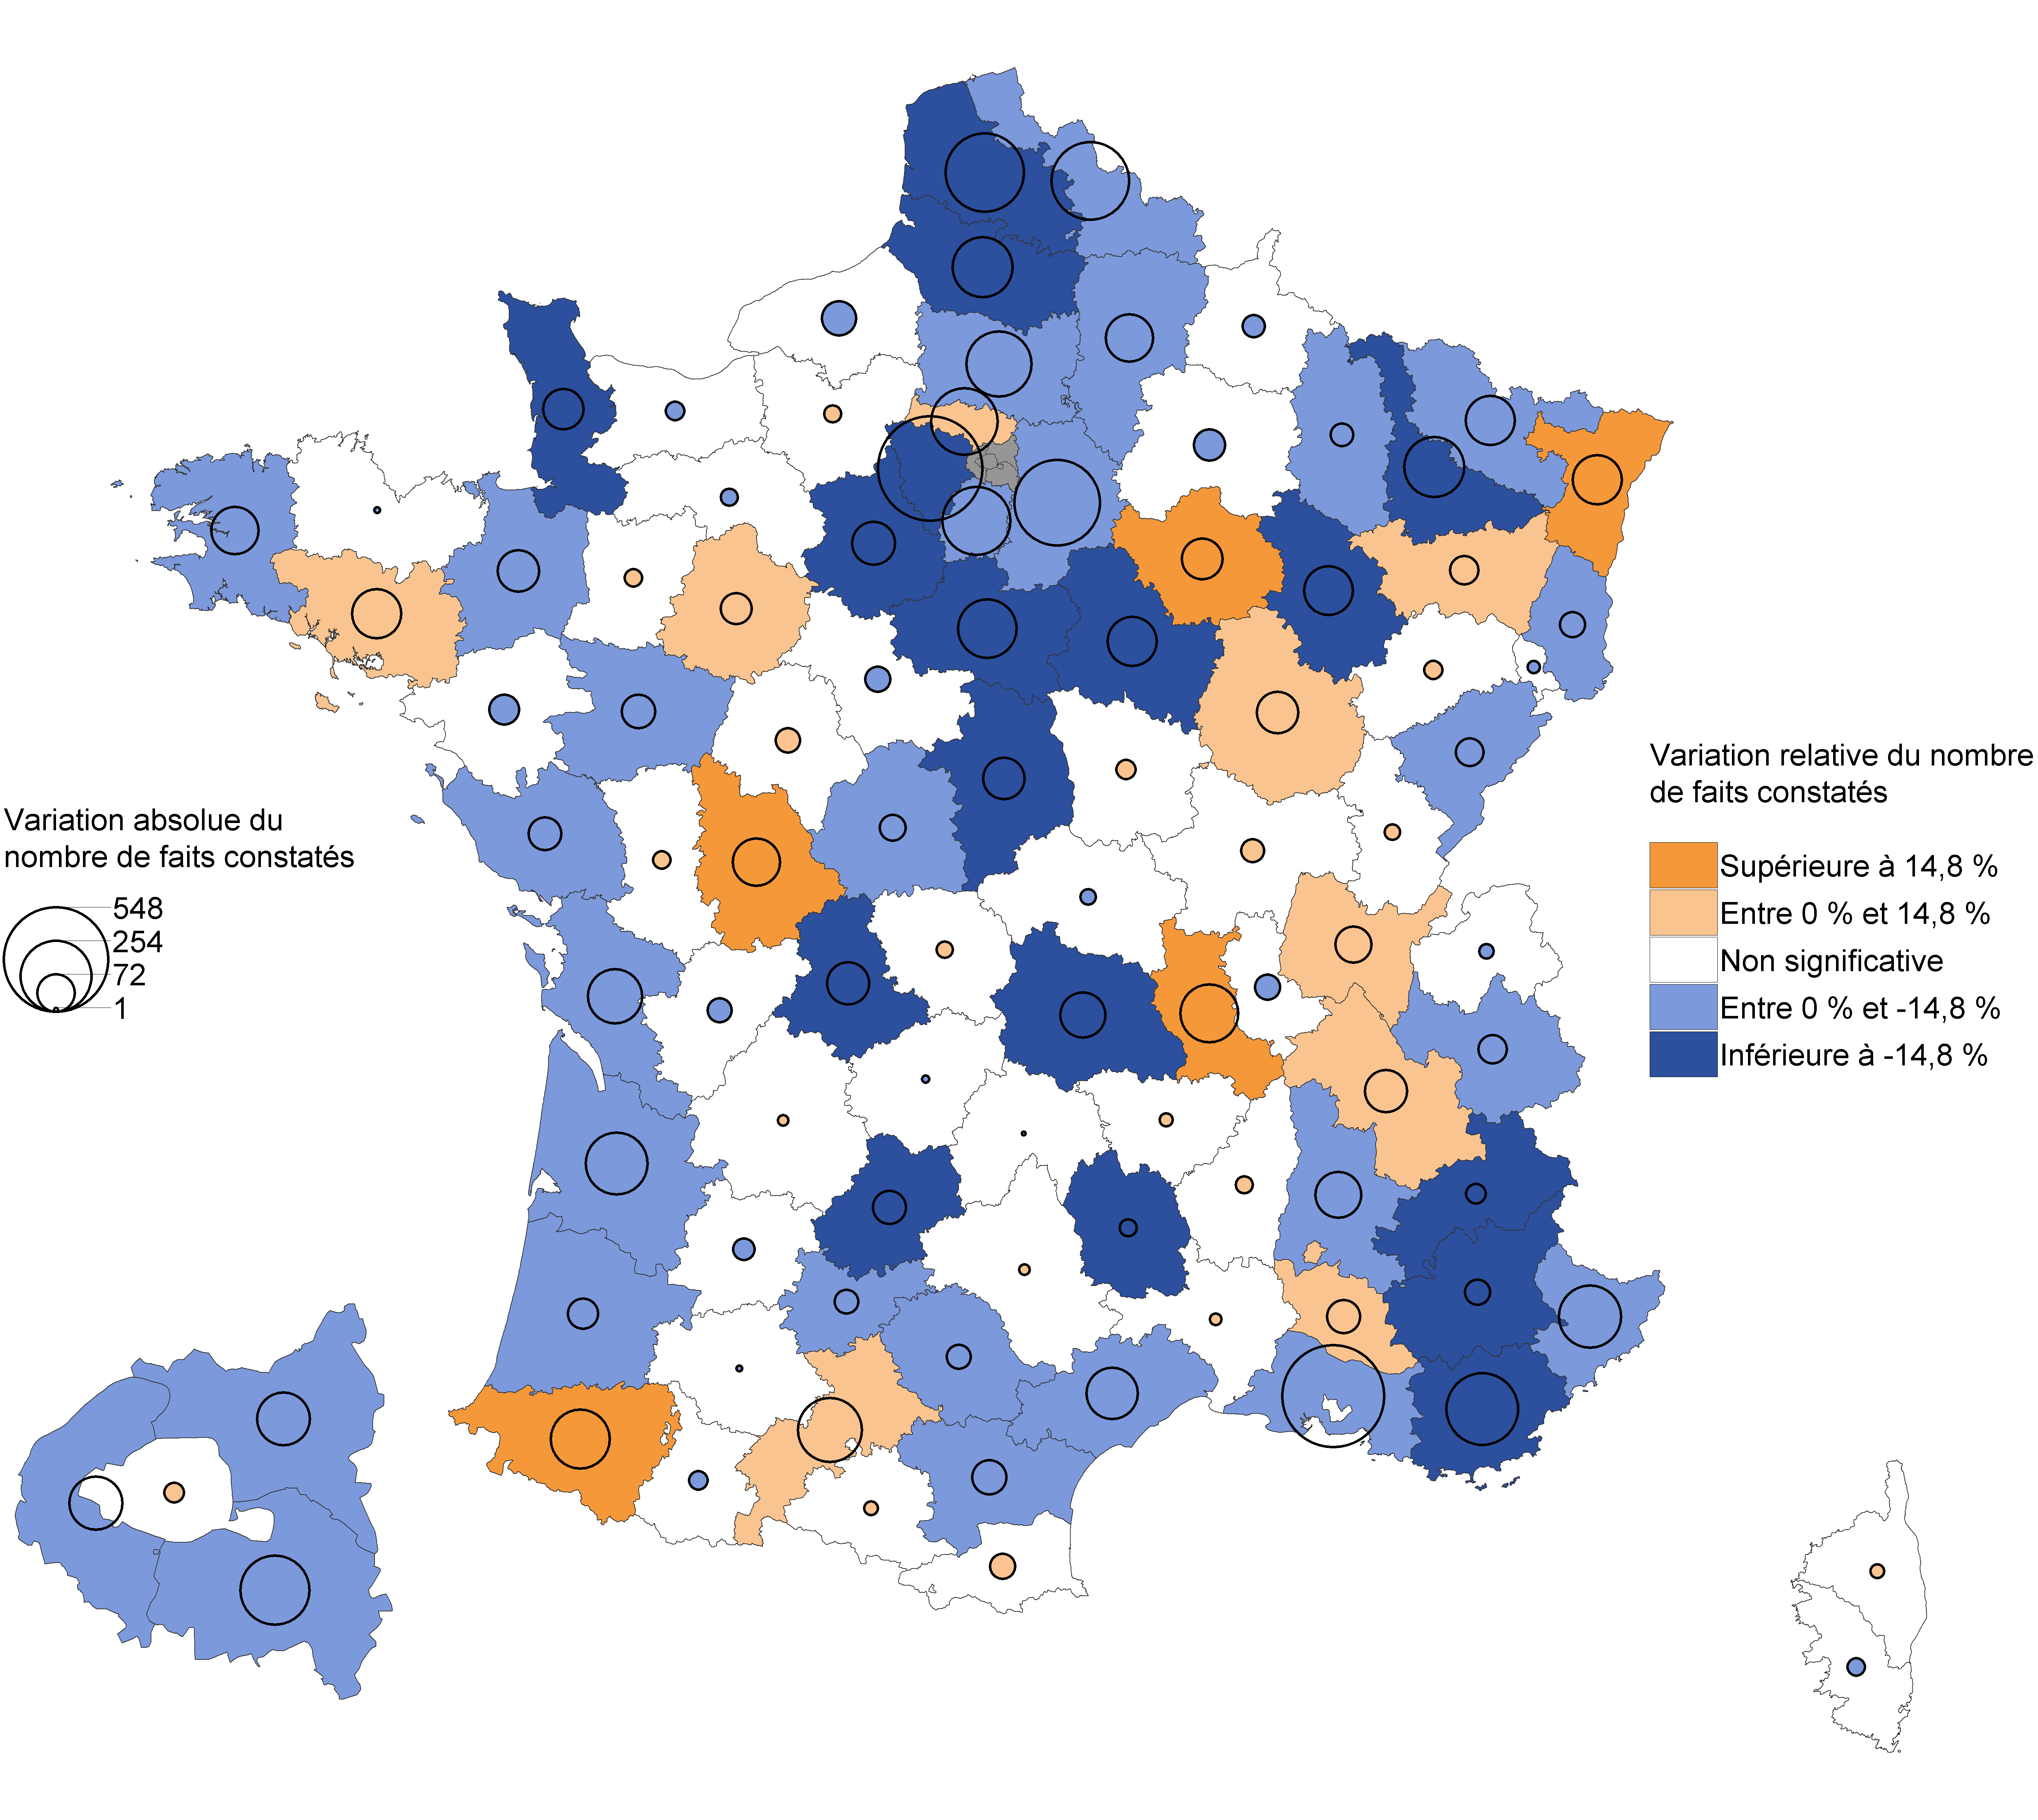 Variation absolue du
nombre de faits constatés
548
254
72
1
Variation relative du nombre
de faits constatés
Supérieure à 14,8 %
Entre 0 % et 14,8 %
Non significative
Entre 0 % et -14,8 %
Inférieure à -14,8 %